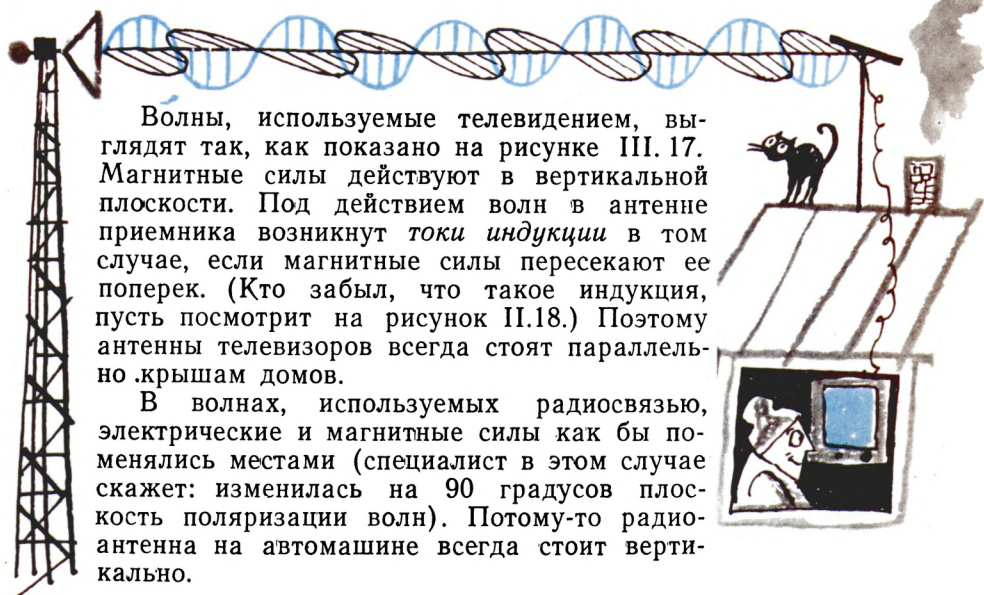 Волны, используемые телевидением, вы-
глядят так, как показано на рисунке III. 17.
Магнитные силы действуют в вертикальной
плоскости. Под действием волн в антенне
приемника возникнут токи индукции в том
случае, если магнитные силы пересекают ее
поперек. (Кто забыл, что такое индукция,
пусть посмотрит на рисунок II.18.) Поэтому
антенны телевизоров всегда стоят параллель-
но крышам домов.
В волнах, используемых радиосвязью,
электрические и магнитные силы как бы по-
менялись местами (специалист в этом случае
скажет: изменилась на 90 градусов плос-
кость поляризации волн). Потому-то радио-
антенна на автомашине всегда стоит верти-
кально.